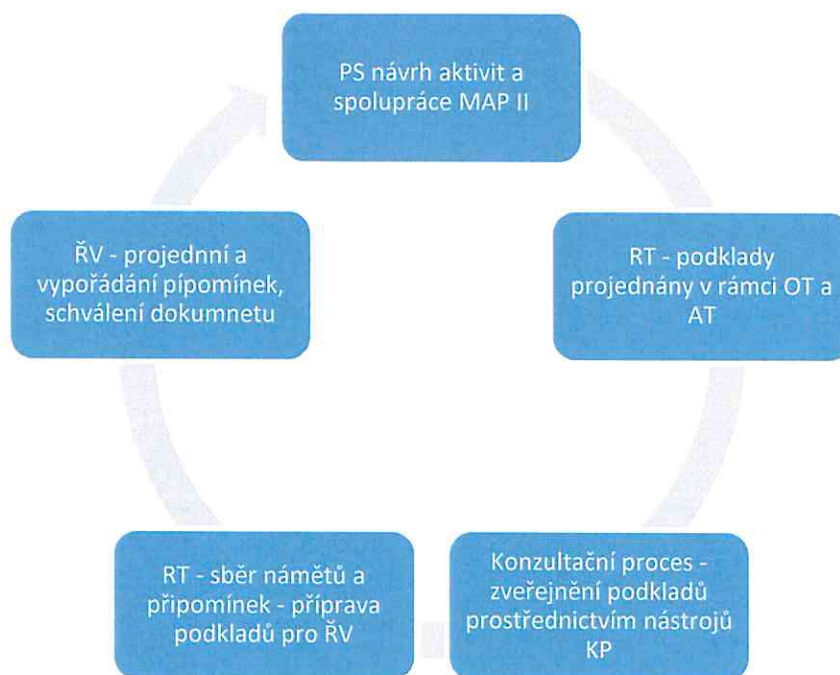 PS návrh aktivit a
spolupráce MAP II
RT - podklady
projednány v rámci OT a
AT
Konzultační proces -
zveřejnění podkladů
prostřednictvím nástrojů
KP
RT - sběr námětů a
připomínek - příprava
podkladů pro ŘV
ŘV - projednní a
vypořádání pípomínek,
schválení dokumnetu